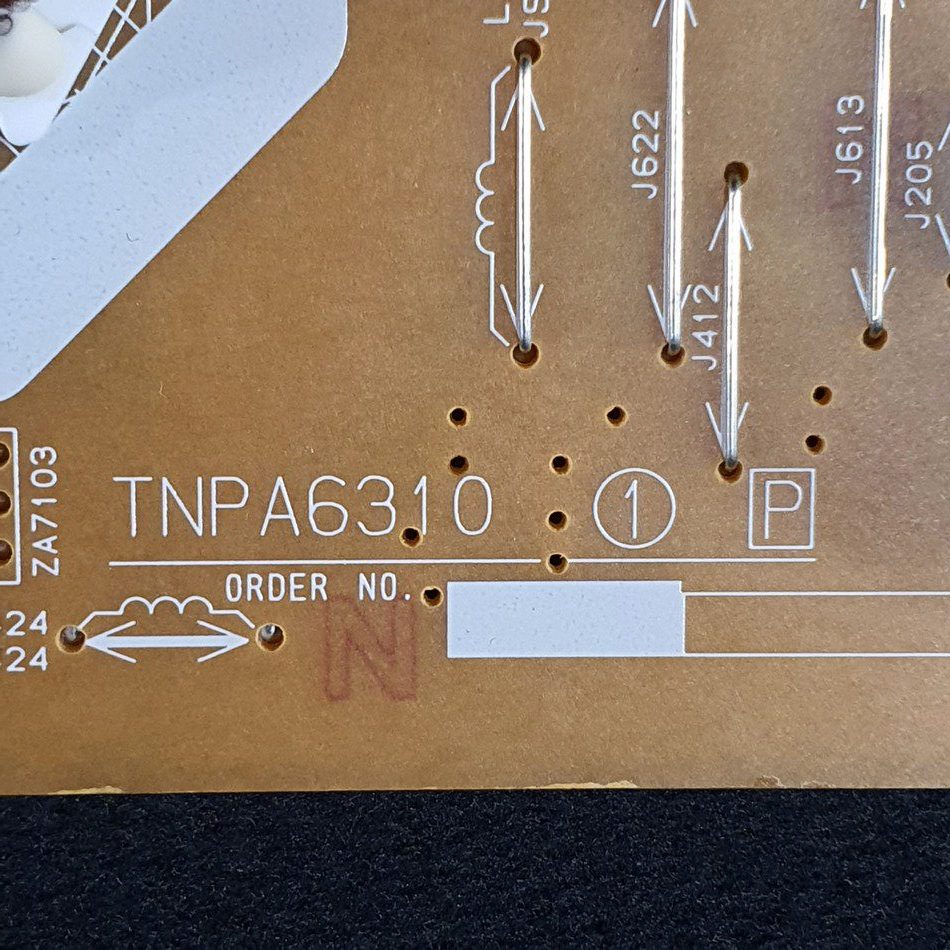 J622
J613
J205
J412
ZA7103
TNPA6310 1 P
ORDER NO.
24
24
N